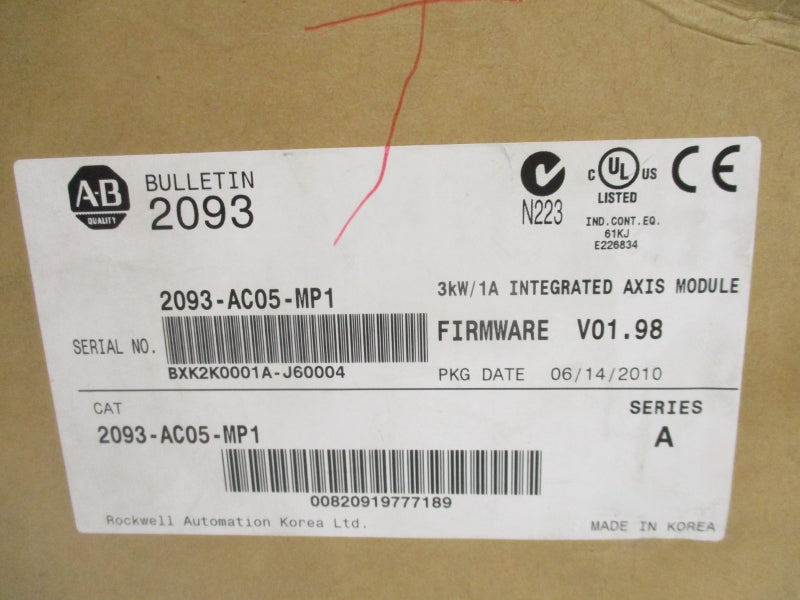 A-B
QUALITY
BULLETIN
2093
N223
C UL US
LISTED
IND.CONT.EQ.
61KJ
E226834
CE
2093-AC05-MP1
3kW/1A INTEGRATED AXIS MODULE
SERIAL NO.
BXK2K0001A-J60004
FIRMWARE V01.98
PKG DATE 06/14/2010
CAT
2093-AC05-MP1
SERIES
A
00820919777189
Rockwell Automation Korea Ltd.
MADE IN KOREA